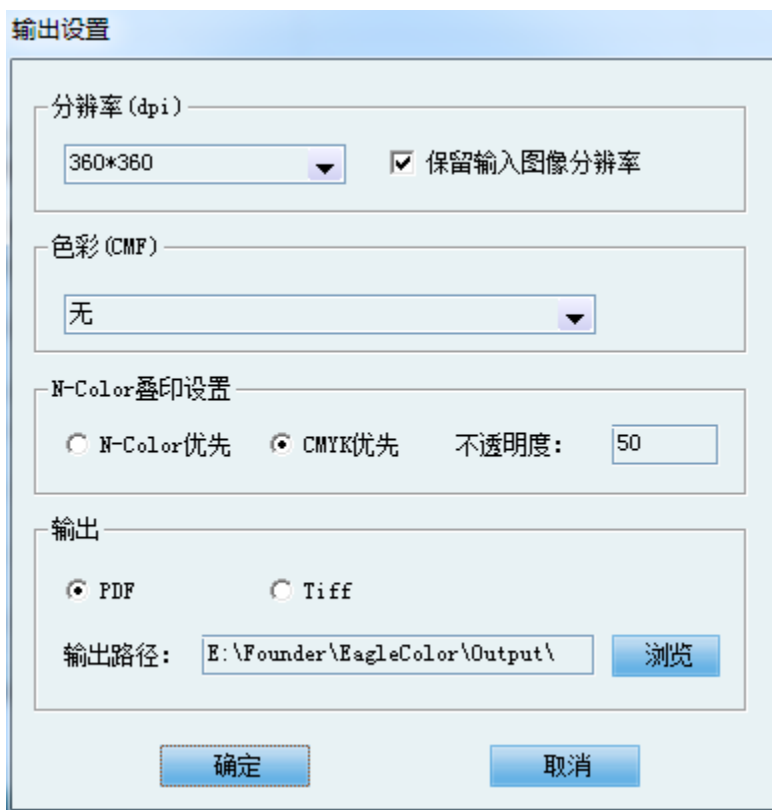 输出设置
分辨率(dpi)
360*360 保留输入图像分辨率
色彩(CMF)
无
N-Color叠印设置
N-Color优先 CMYK优先 不透明度: 50
输出
PDF Tiff
输出路径: E:\Founder\EagleColor\Output\ 浏览
确定 取消